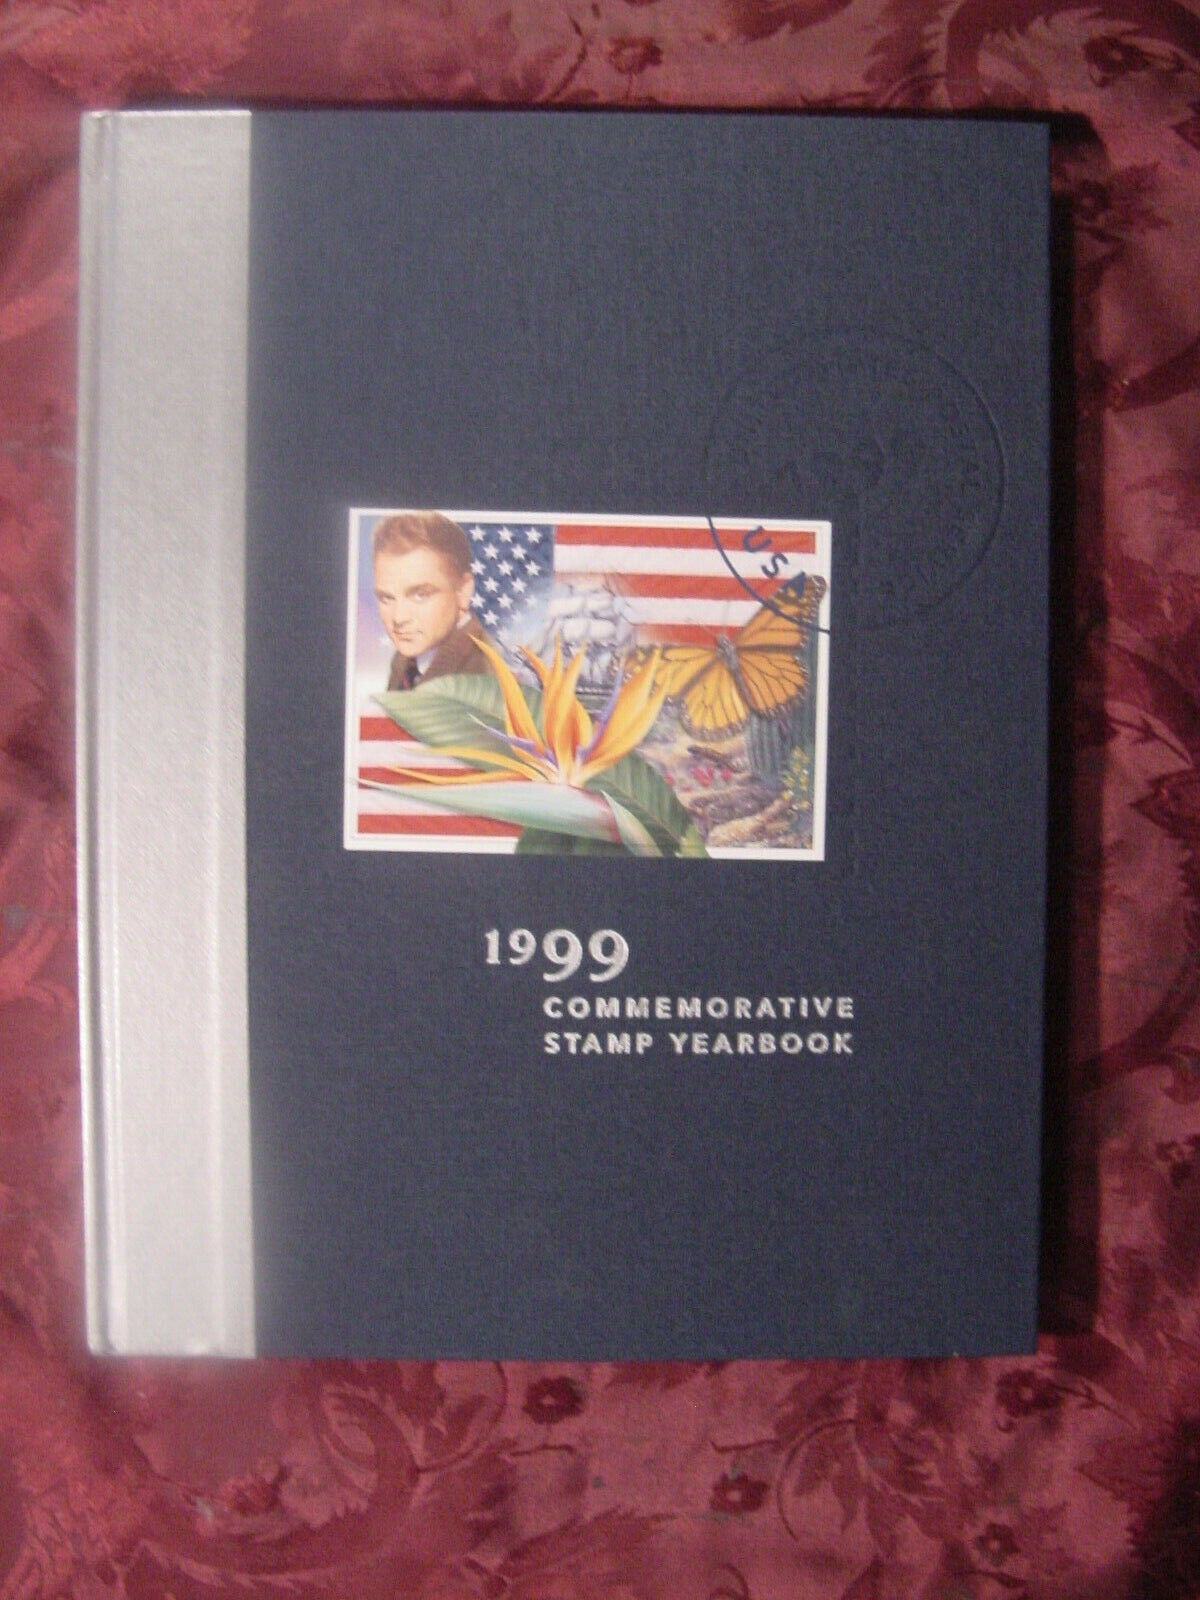 USA
1999
COMMEMORATIVE
STAMP YEARBOOK